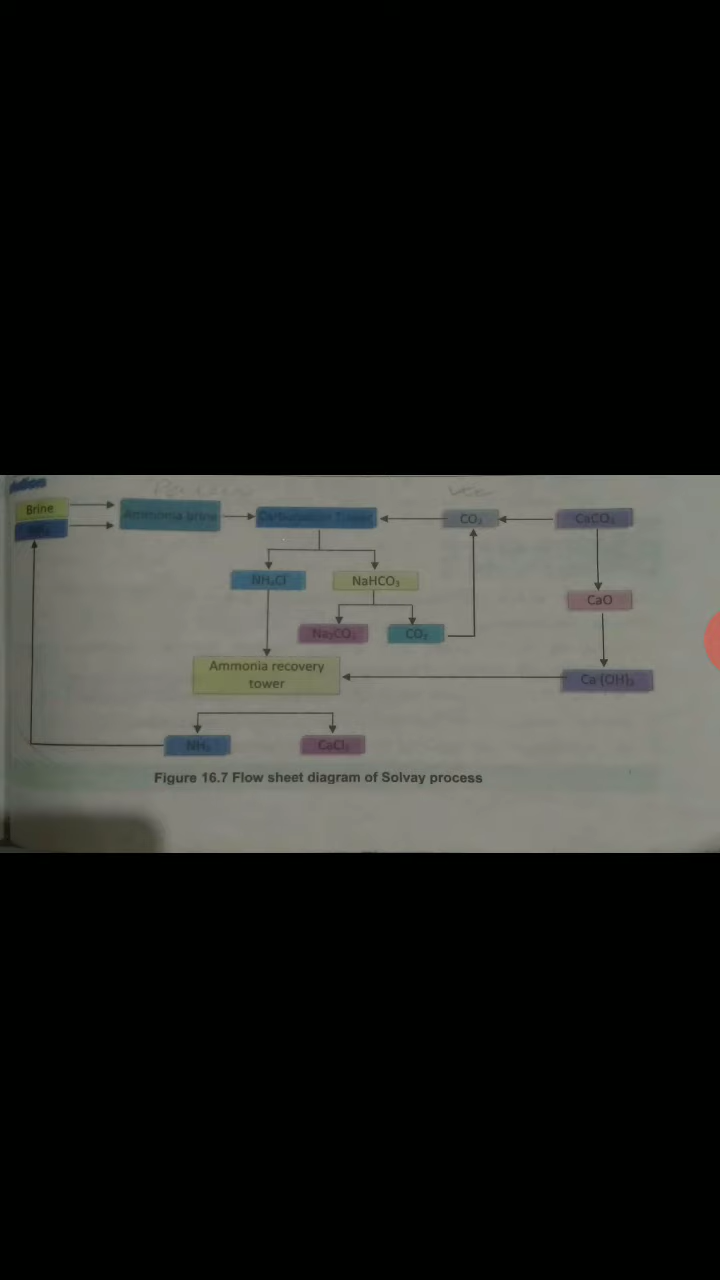 Brine
Ammonia brine
Carbonation Tower
CO₂
CaCO₃
NH₄Cl
NaHCO₃
CaO
Na₂CO₃
CO₂
Ammonia recovery
tower
Ca (OH)₂
NH₃
CaCl₂
Figure 16.7 Flow sheet diagram of Solvay process